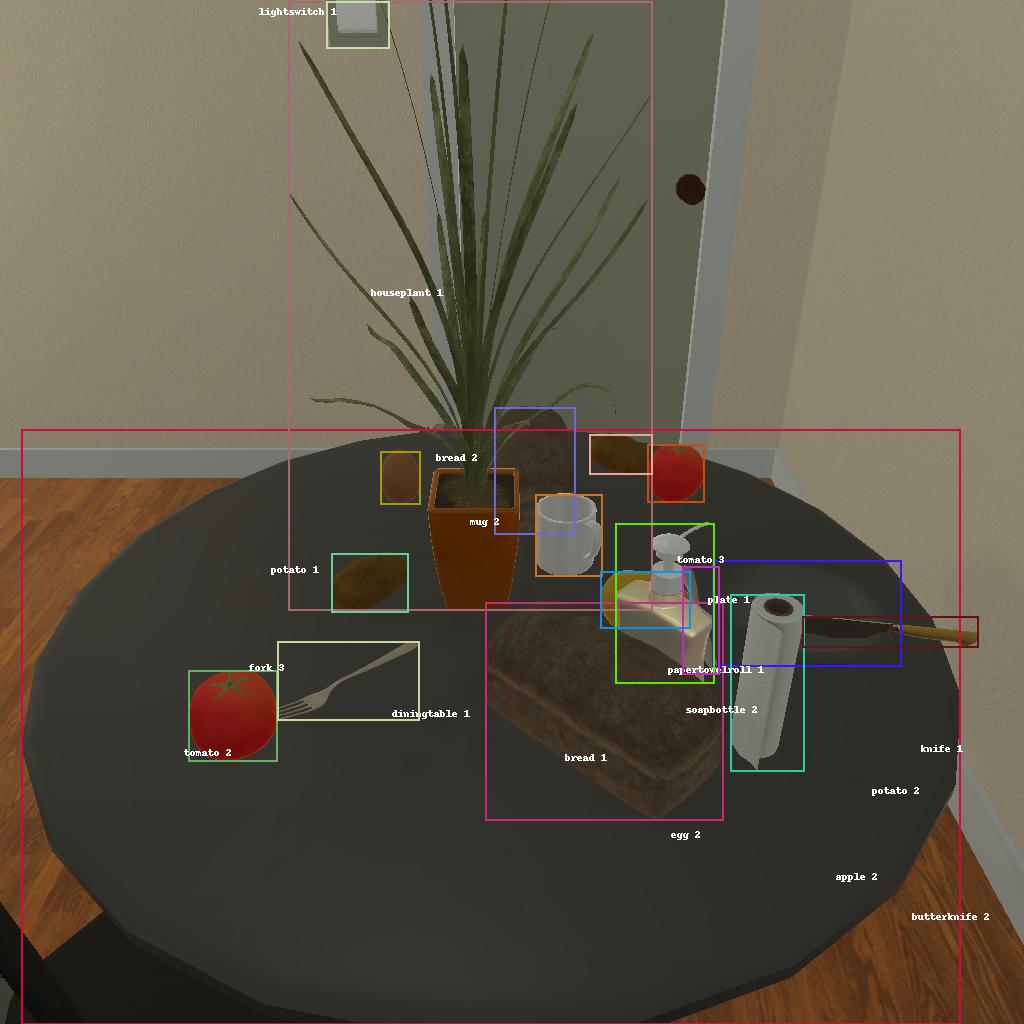 lightswitch 1
houseplant 1
bread 2
mug 2
tomato 3
potato 1
plate 1
fork 3
papertowelroll 1
soapbottle 2
diningtable 1
tomato 2
knife 1
bread 1
potato 2
egg 2
apple 2
butterknife 2